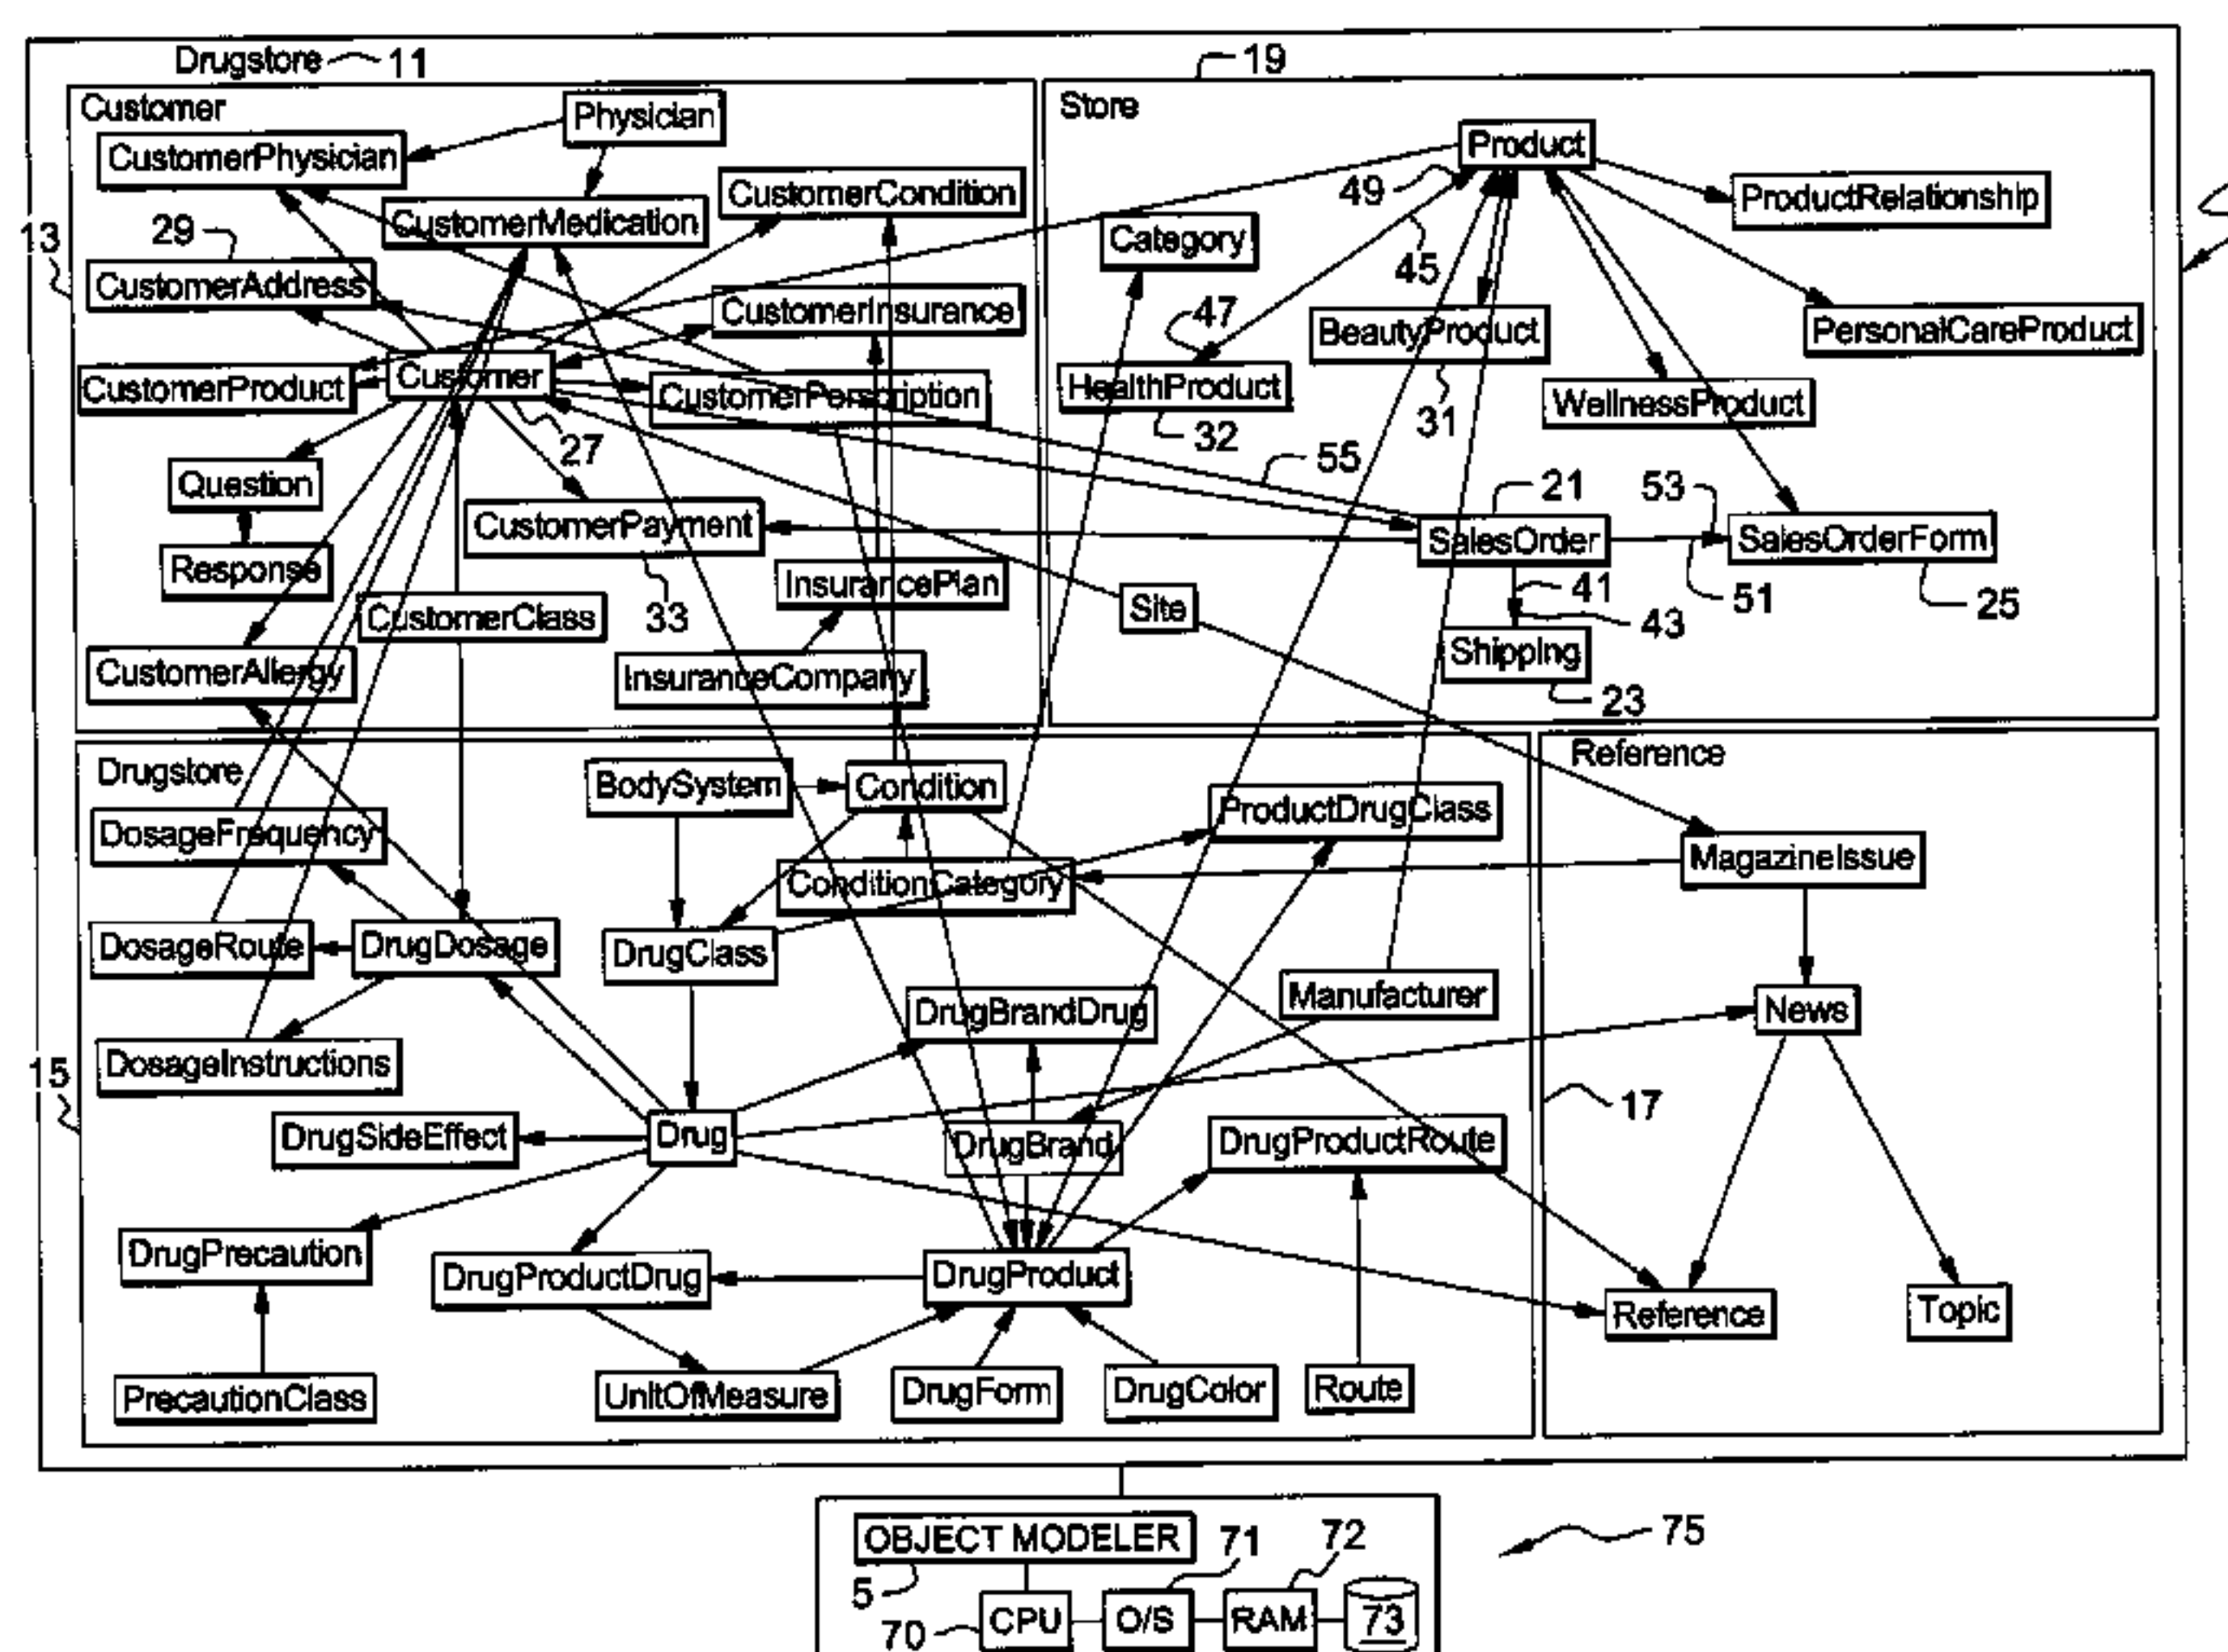 Drugstore 11
19
Customer
Physician
Store
CustomerPhysician
Product
CustomerCondition
49
ProductRelationship
CustomerMedication
13
29
Category
45
CustomerAddress
CustomerInsurance
47
BeautyProduct
PersonalCareProduct
CustomerProduct
Customer
CustomerPerscription
HealthProduct
31
WellnessProduct
32
27
55
Question
21
53
CustomerPayment
SalesOrder
SalesOrderForm
Response
InsurancePlan
41
51
25
CustomerClass
33
Site
43
CustomerAllergy
InsuranceCompany
Shipping
23
Drugstore
Reference
BodySystem
Condition
ProductDrugClass
DosageFrequency
MagazineIssue
ConditionCategory
DosageRoute
DrugDosage
DrugClass
Manufacturer
DrugBrandDrug
News
DosageInstructions
15
17
DrugSideEffect
Drug
DrugBrand
DrugProductRoute
DrugPrecaution
DrugProductDrug
DrugProduct
Reference
Topic
PrecautionClass
UnitOfMeasure
DrugForm
DrugColor
Route
OBJECT MODELER
71
72
75
5
70
CPU
O/S
RAM
73